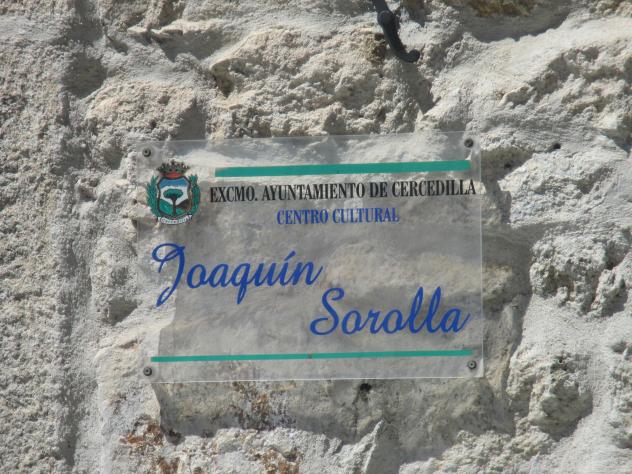 EXCMO. AYUNTAMIENTO DE CERCEDILLA
CENTRO CULTURAL
Joaquín
Sorolla